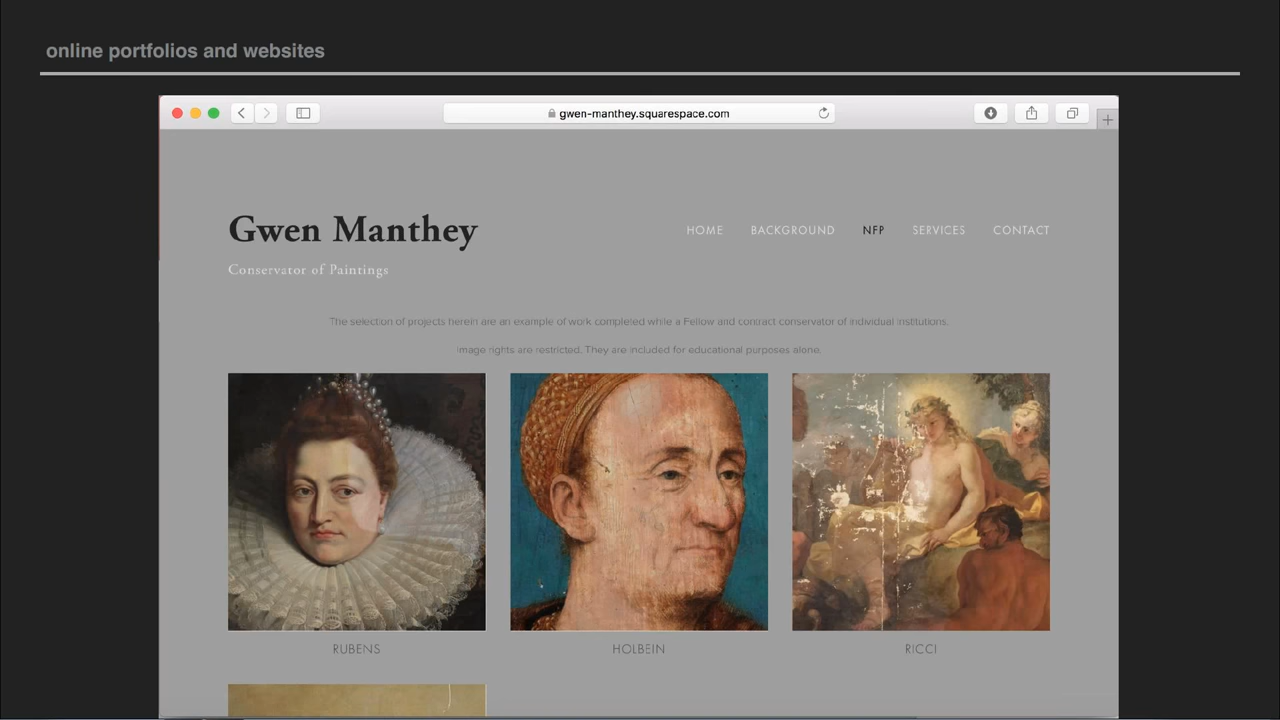 online portfolios and websites
gwen-manthey.squarespace.com
Gwen Manthey
HOME BACKGROUND NFP SERVICES CONTACT
Conservator of Paintings
The selection of projects herein are an example of work completed while a Fellow and contract conservator of individual institutions.
Image rights are restricted. They are included for educational purposes alone.
RUBENS HOLBEIN RICCI